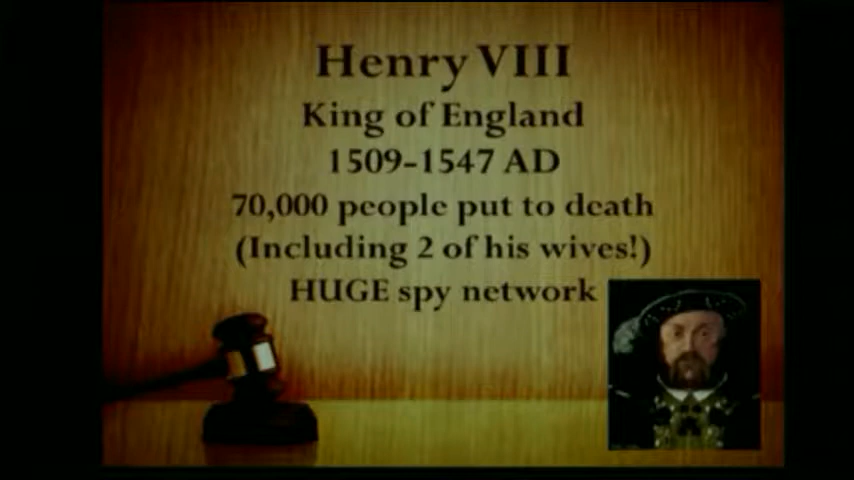 Henry VIII
King of England
1509-1547 AD
70,000 people put to death
(Including 2 of his wives!)
HUGE spy network